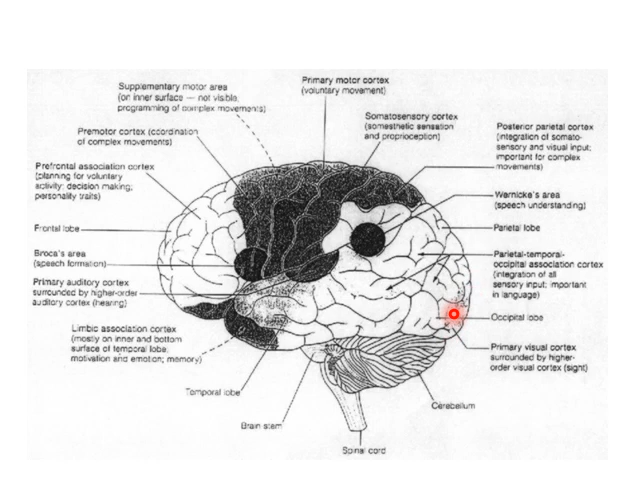 Supplementary motor area
(on inner surface — not visible,
programming of complex movements)
Primary motor cortex
(voluntary movement)
Somatosensory cortex
(somesthetic sensation
and proprioception)
Posterior parietal cortex
(integration of somato-
sensory and visual input;
important for complex
movements)
Premotor cortex (coordination
of complex movements)
Prefrontal association cortex
(planning for voluntary
activity; decision making;
personality traits)
Wernicke's area
(speech understanding)
Frontal lobe
Parietal lobe
Broca's area
(speech formation)
Parietal-temporal-
occipital association cortex
(integration of all
sensory input; important
in language)
Primary auditory cortex
surrounded by higher-order
auditory cortex (hearing)
Occipital lobe
Limbic association cortex
(mostly on inner and bottom
surface of temporal lobe;
motivation and emotion; memory)
Primary visual cortex
surrounded by higher-
order visual cortex (sight)
Temporal lobe
Cerebellum
Brain stem
Spinal cord